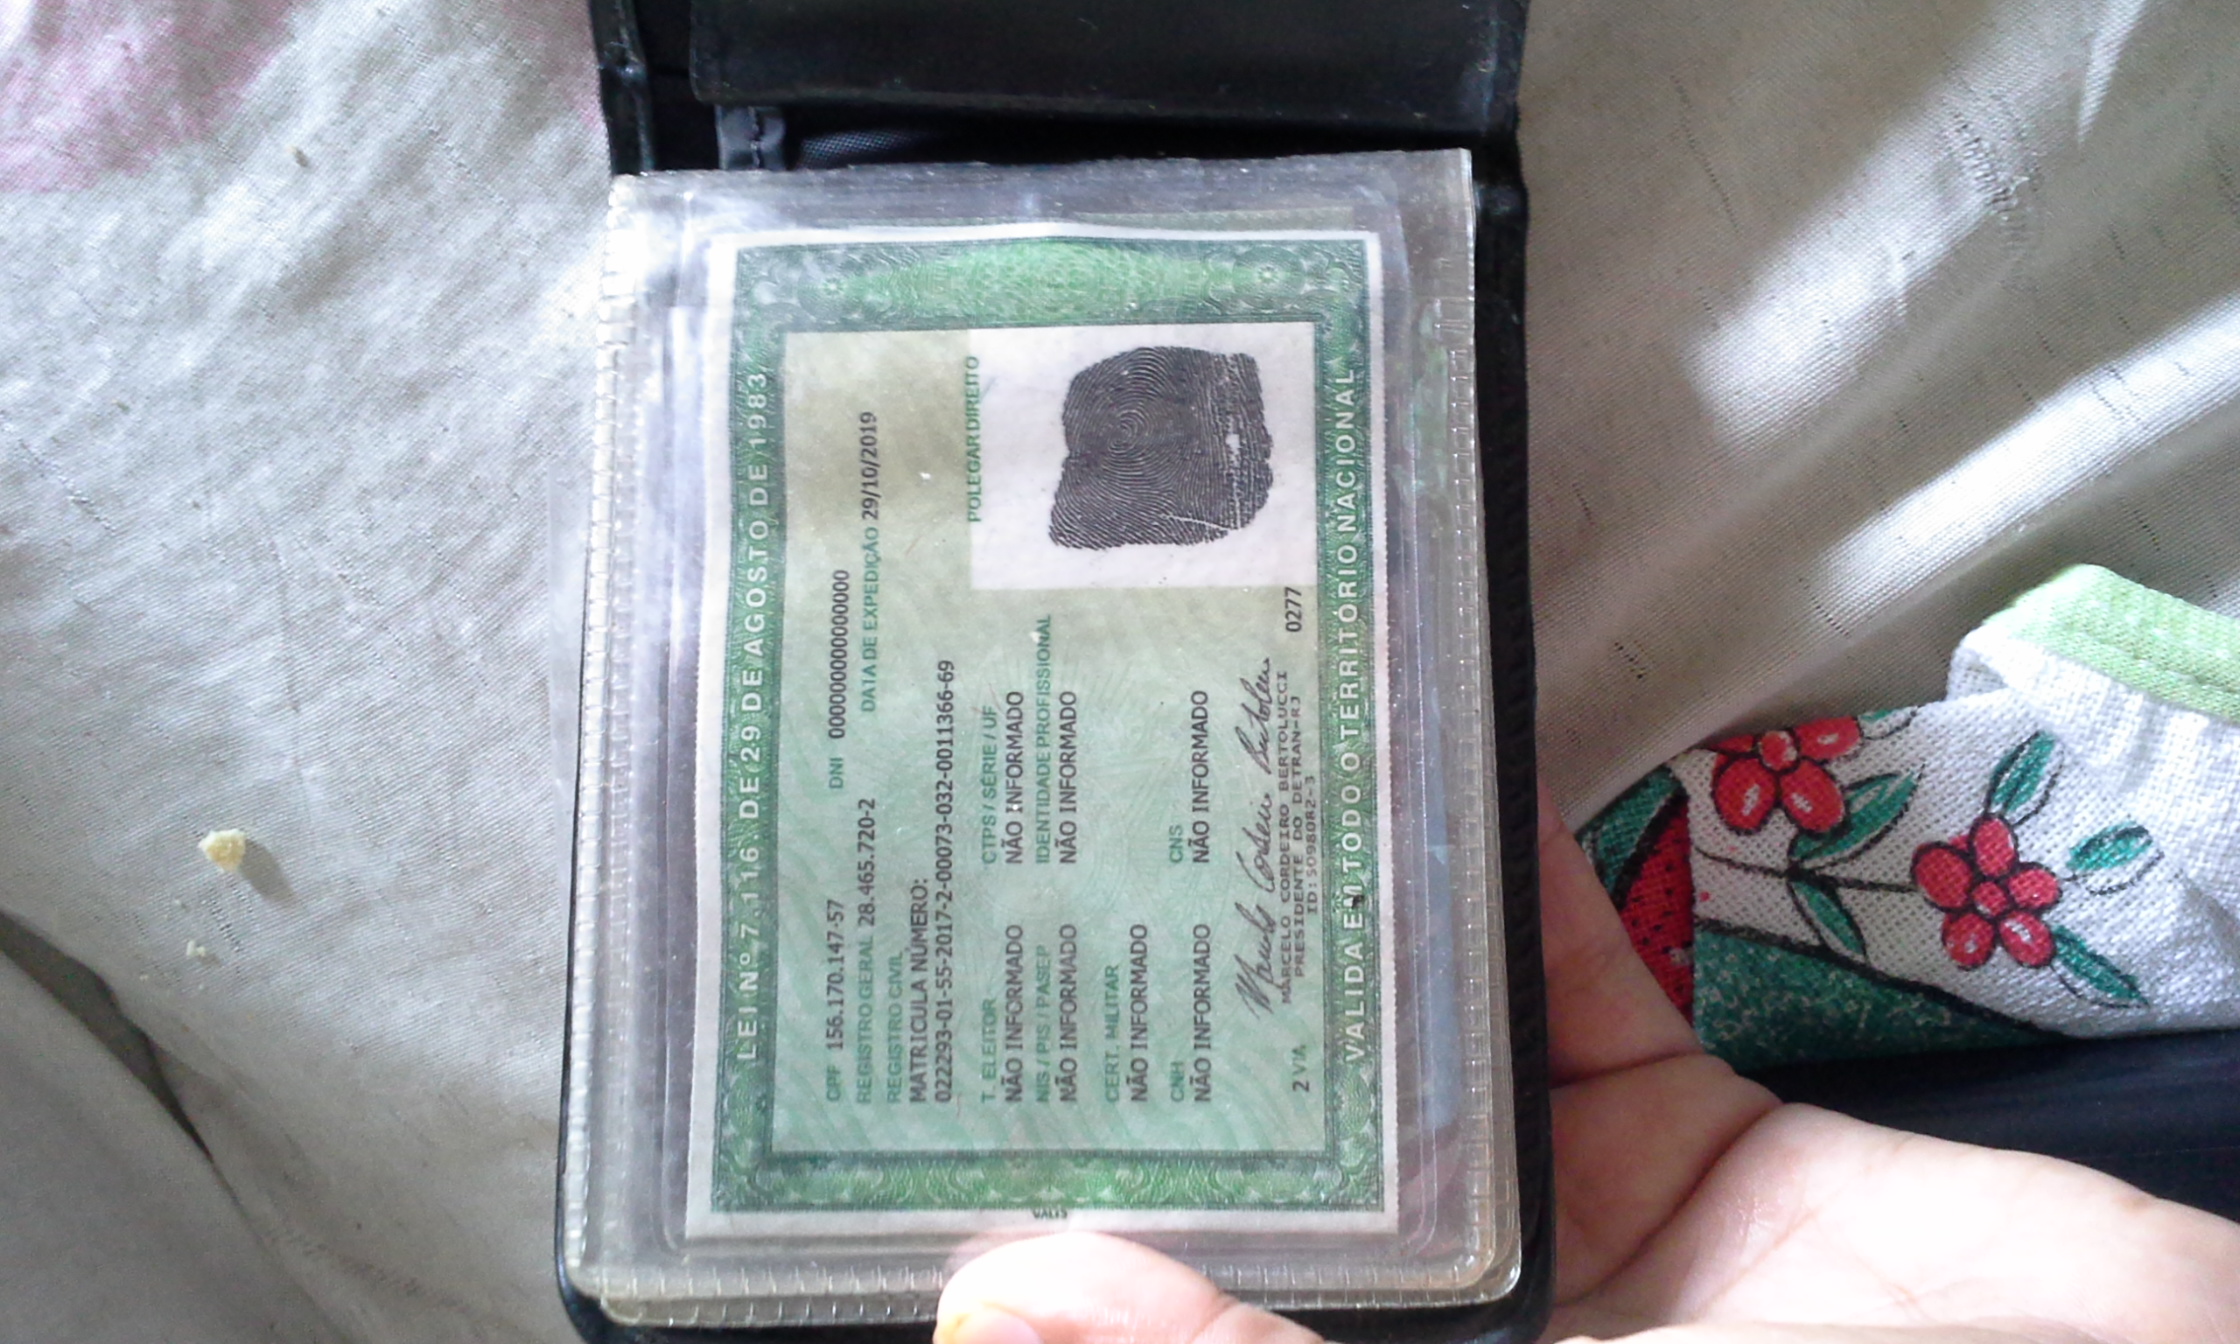 LEI Nº 7.116 DE 29 DE AGOSTO DE 1983
CPF 156.170.147-57 DNI 0000000000000
REGISTRO GERAL 28.465.720-2 DATA DE EXPEDIÇÃO 29/10/2019
REGISTRO CIVIL
MATRICULA NÚMERO:
022293-01-55-2017-2-00073-032-0011366-69
T. ELEITOR CTPS / SÉRIE / UF
NÃO INFORMADO NÃO INFORMADO
NIS / PIS / PASEP IDENTIDADE PROFISSIONAL
NÃO INFORMADO NÃO INFORMADO
CERT. MILITAR
NÃO INFORMADO
CNH CNS
NÃO INFORMADO NÃO INFORMADO
POLEGAR DIREITO
MARCELO CORDEIRO BERTOLUCCI
2 VIA PRESIDENTE DO DETRAN-RJ 0277
ID: 5098082-3
VALIDA EM TODO O TERRITÓRIO NACIONAL